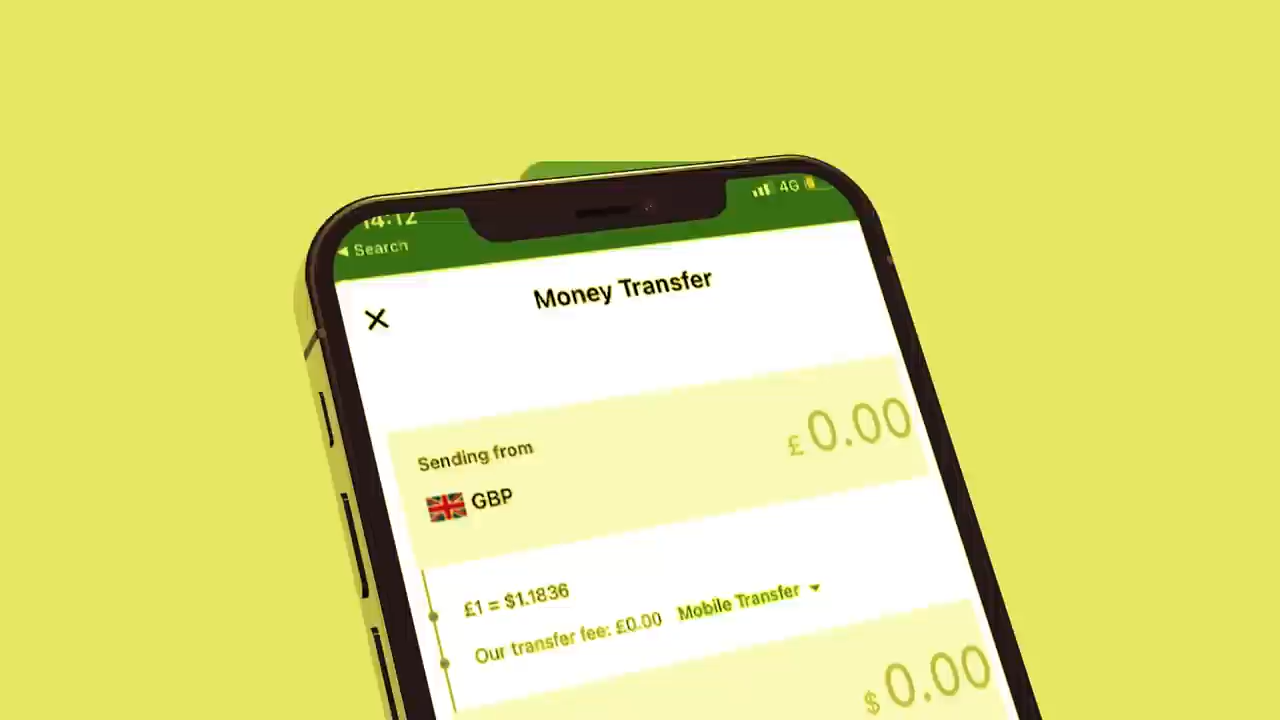 14:12
4G
Search
Money Transfer
£0.00
Sending from
GBP
£1 = $1.1836
Our transfer fee: £0.00 Mobile Transfer
$0.00